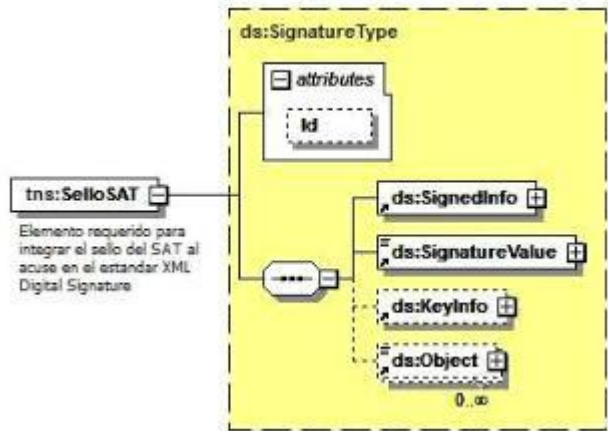 ds:SignatureType
attributes
Id
tns:SelloSAT
Elemento requerido para
integrar el sello del SAT al
acuse en el estandar XML
Digital Signature
ds:SignedInfo
ds:SignatureValue
ds:KeyInfo
ds:Object
0..∞